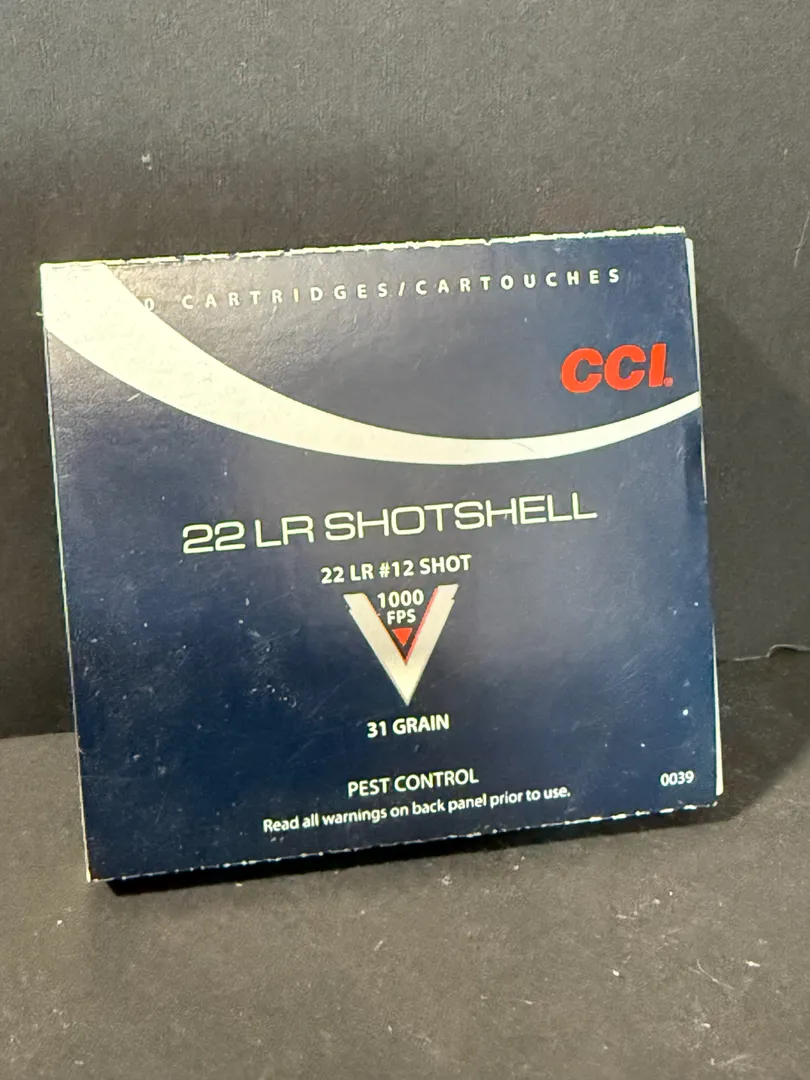 0 CARTRIDGES/CARTOUCHES
CCI®
22 LR SHOTSHELL
22 LR #12 SHOT
1000
FPS
31 GRAIN
PEST CONTROL
0039
Read all warnings on back panel prior to use.